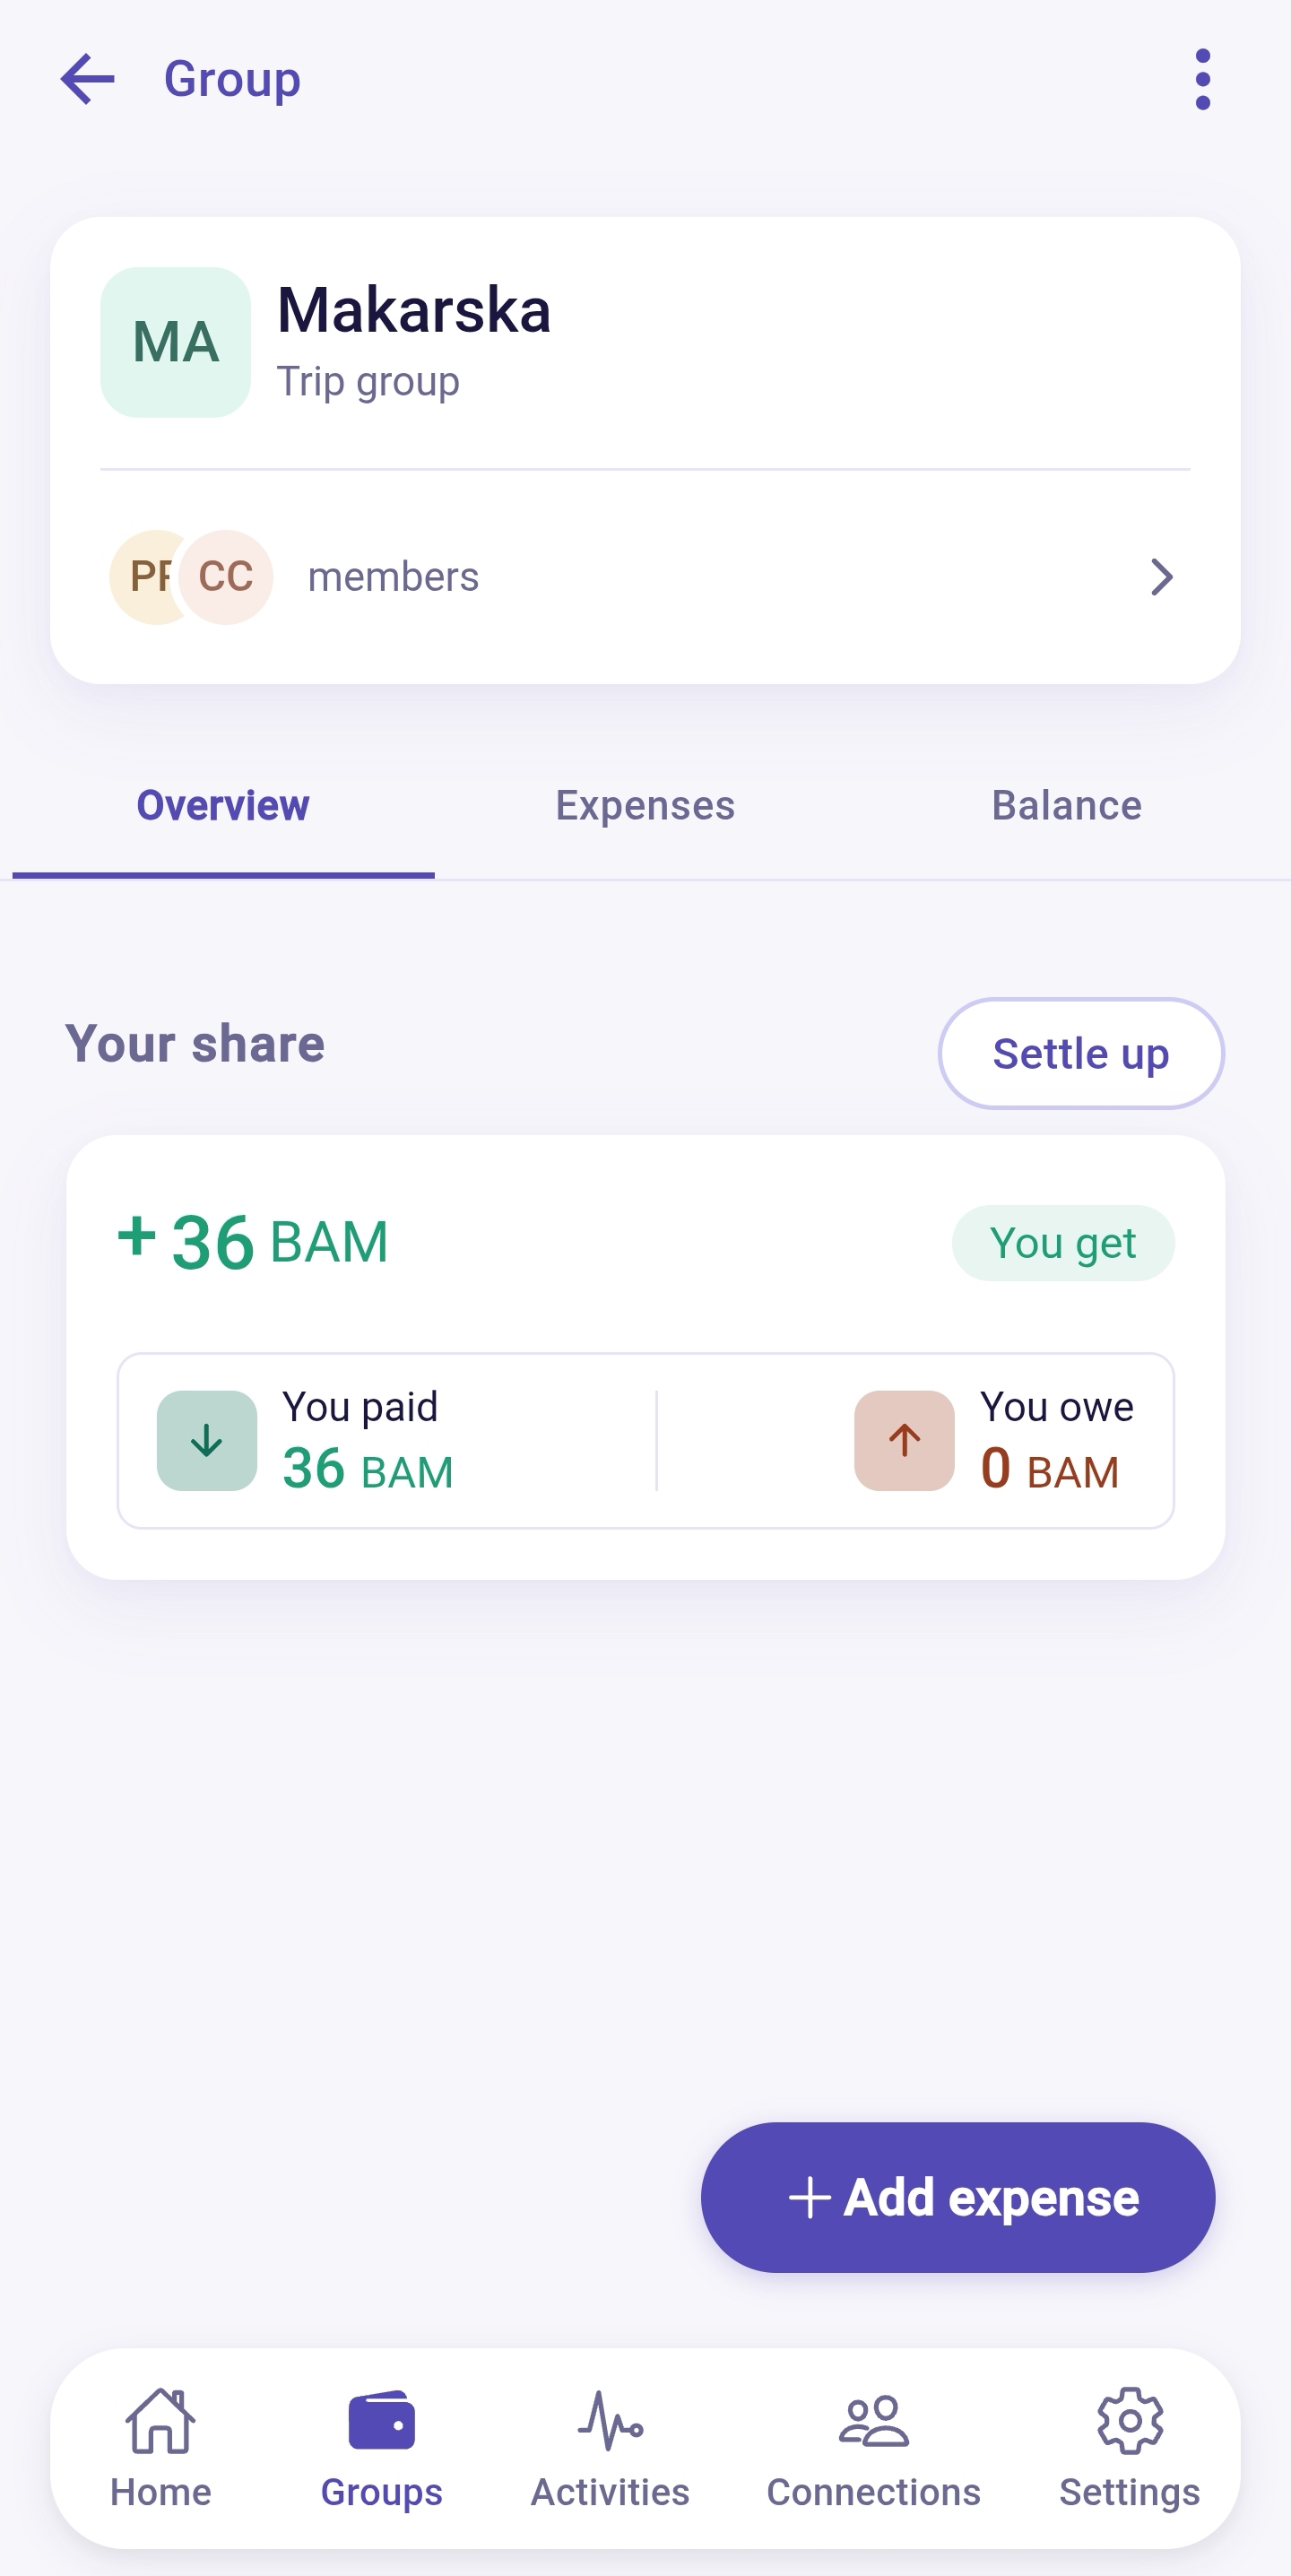 Group
MA
Makarska
Trip group
CC
members
Overview Expenses Balance
Your share
Settle up
+ 36 BAM
You get
You paid
36 BAM
You owe
0 BAM
Add expense
Home Groups Activities Connections Settings